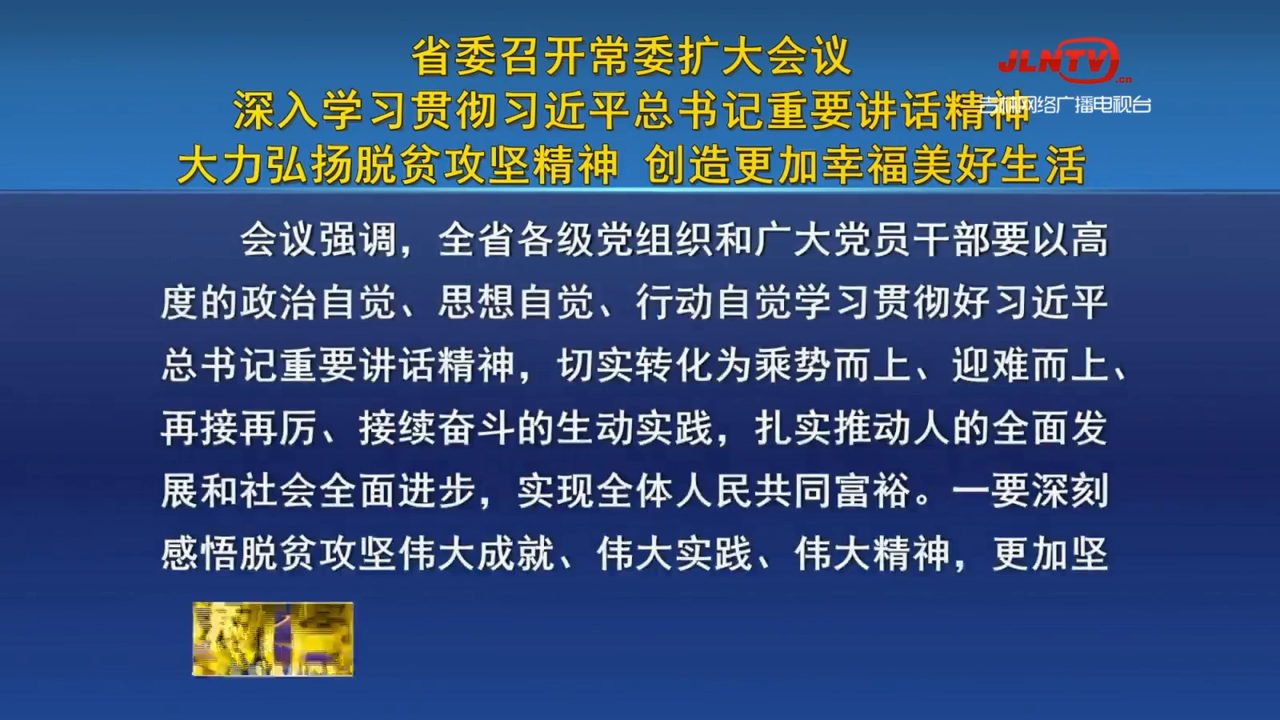 省委召开常委扩大会议
深入学习贯彻习近平总书记重要讲话精神
大力弘扬脱贫攻坚精神 创造更加幸福美好生活
JLNTV.cn
吉林网络广播电视台
会议强调，全省各级党组织和广大党员干部要以高
度的政治自觉、思想自觉、行动自觉学习贯彻好习近平
总书记重要讲话精神，切实转化为乘势而上、迎难而上、
再接再厉、接续奋斗的生动实践，扎实推动人的全面发
展和社会全面进步，实现全体人民共同富裕。一要深刻
感悟脱贫攻坚伟大成就、伟大实践、伟大精神，更加坚